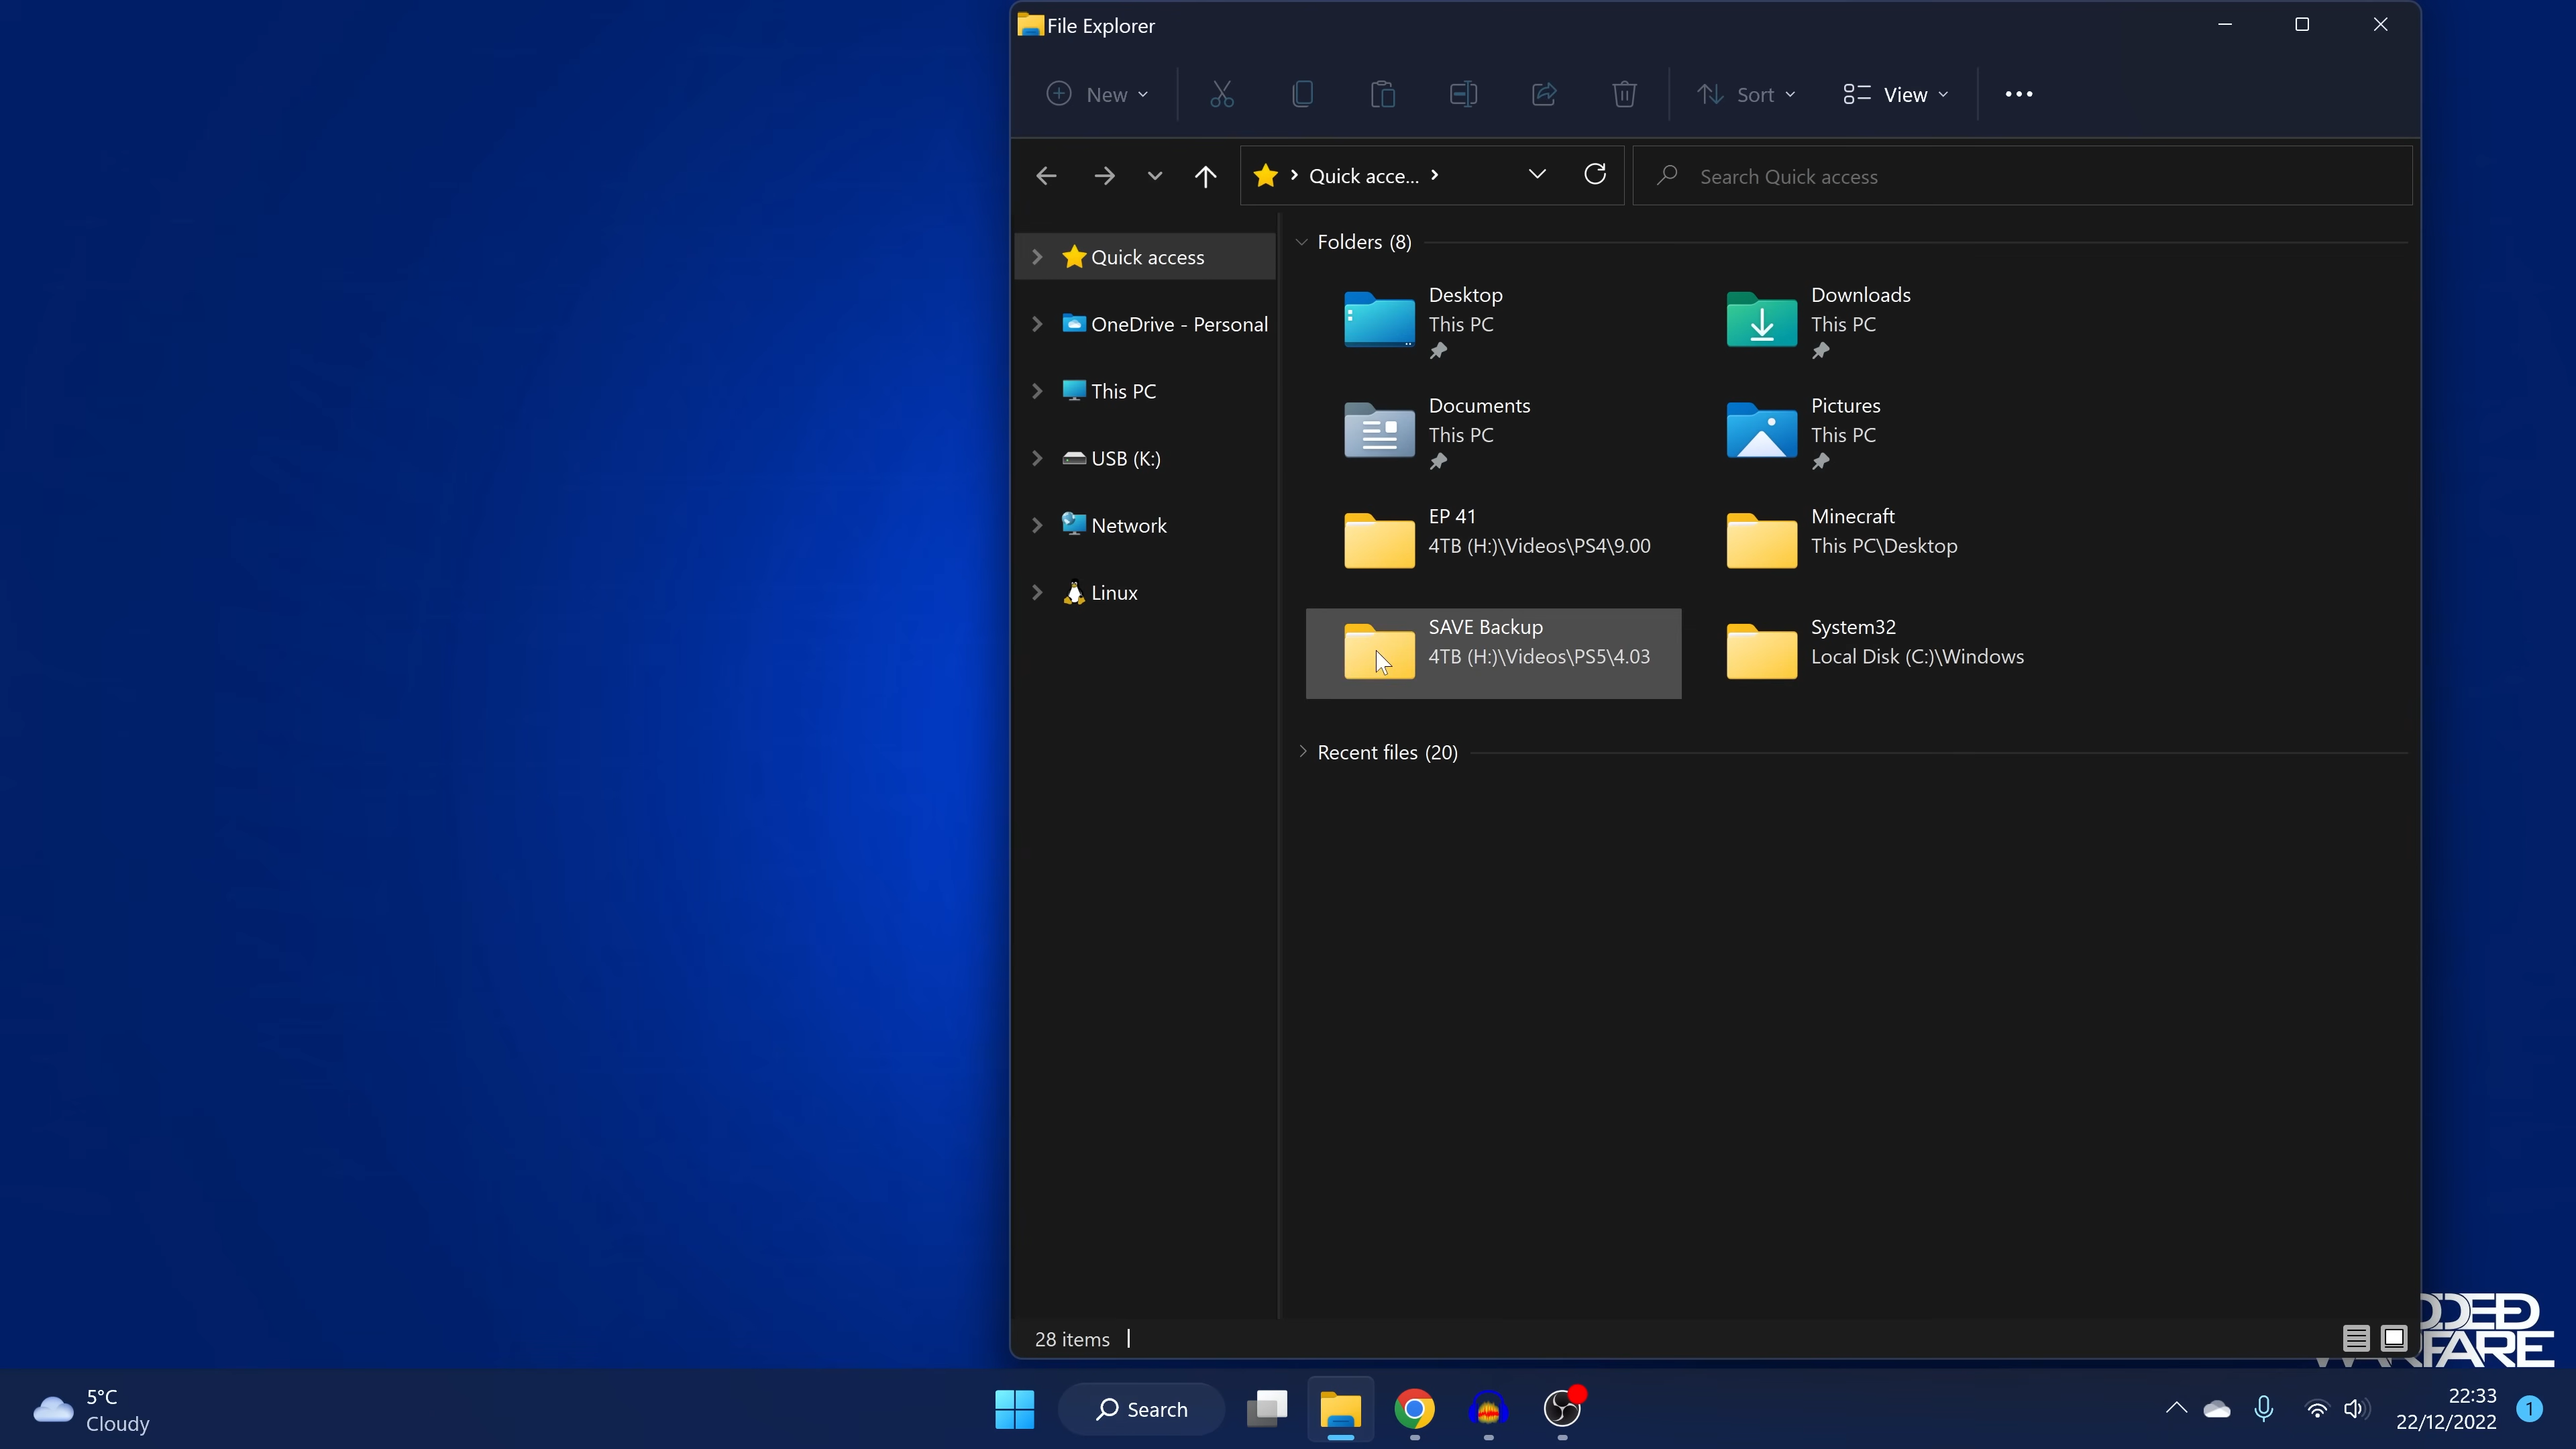 File Explorer
New
Sort
View
Quick acce...
Search Quick access
Quick access
OneDrive - Personal
This PC
USB (K:)
Network
Linux
Folders (8)
Desktop
This PC
Downloads
This PC
Documents
This PC
Pictures
This PC
EP 41
4TB (H:)\Videos\PS4\9.00
Minecraft
This PC\Desktop
SAVE Backup
4TB (H:)\Videos\PS5\4.03
System32
Local Disk (C:)\Windows
Recent files (20)
28 items
5°C
Cloudy
Search
22:33
22/12/2022
1